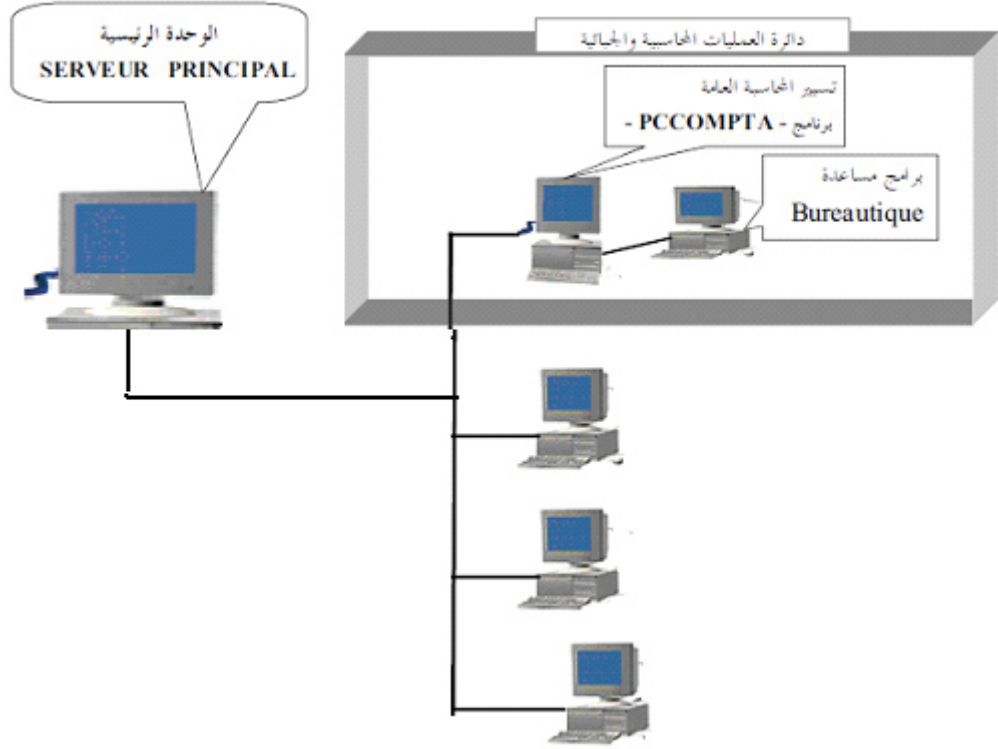 الوحدة الرئيسية
SERVEUR PRINCIPAL
دائرة العمليات المحاسبية والجبائية
تسيير المحاسبة العامة
برنامج - PCCOMPTA -
برامج مساعدة
Bureautique